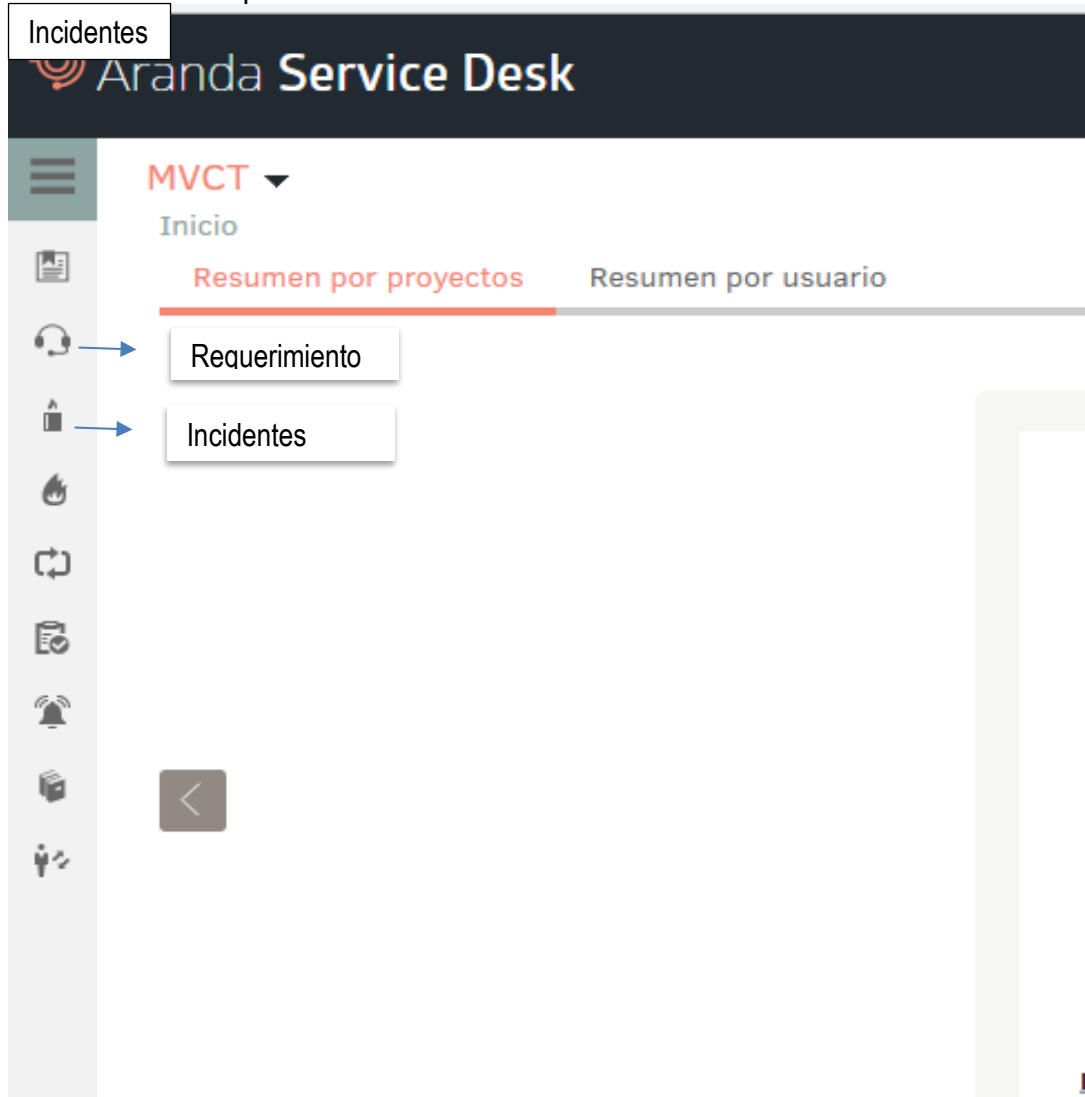 Incidentes
Aranda Service Desk
MVCT
Inicio
Resumen por proyectos Resumen por usuario
Requerimiento
Incidentes